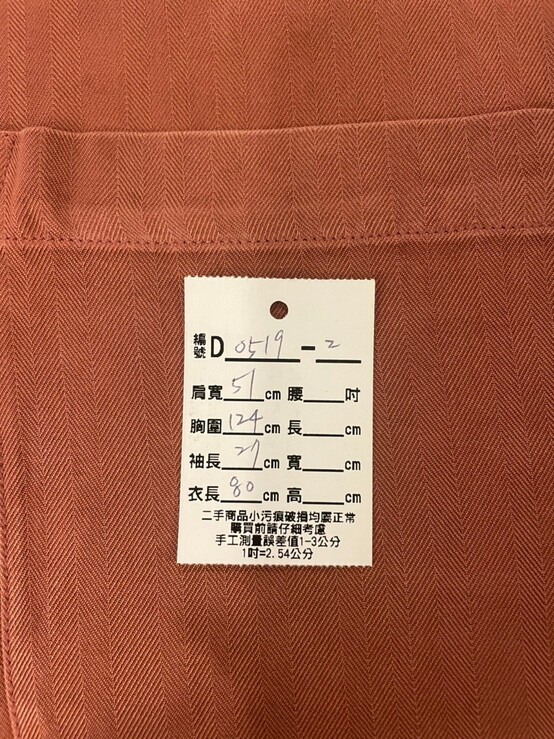 編號 D 0519 - 2
肩寬 51 cm 腰 吋
胸圍 124 cm 長 cm
袖長 27 cm 寬 cm
衣長 80 cm 高 cm
二手商品小污痕破損均屬正常
購買前請仔細考慮
手工測量誤差值1-3公分
1吋=2.54公分